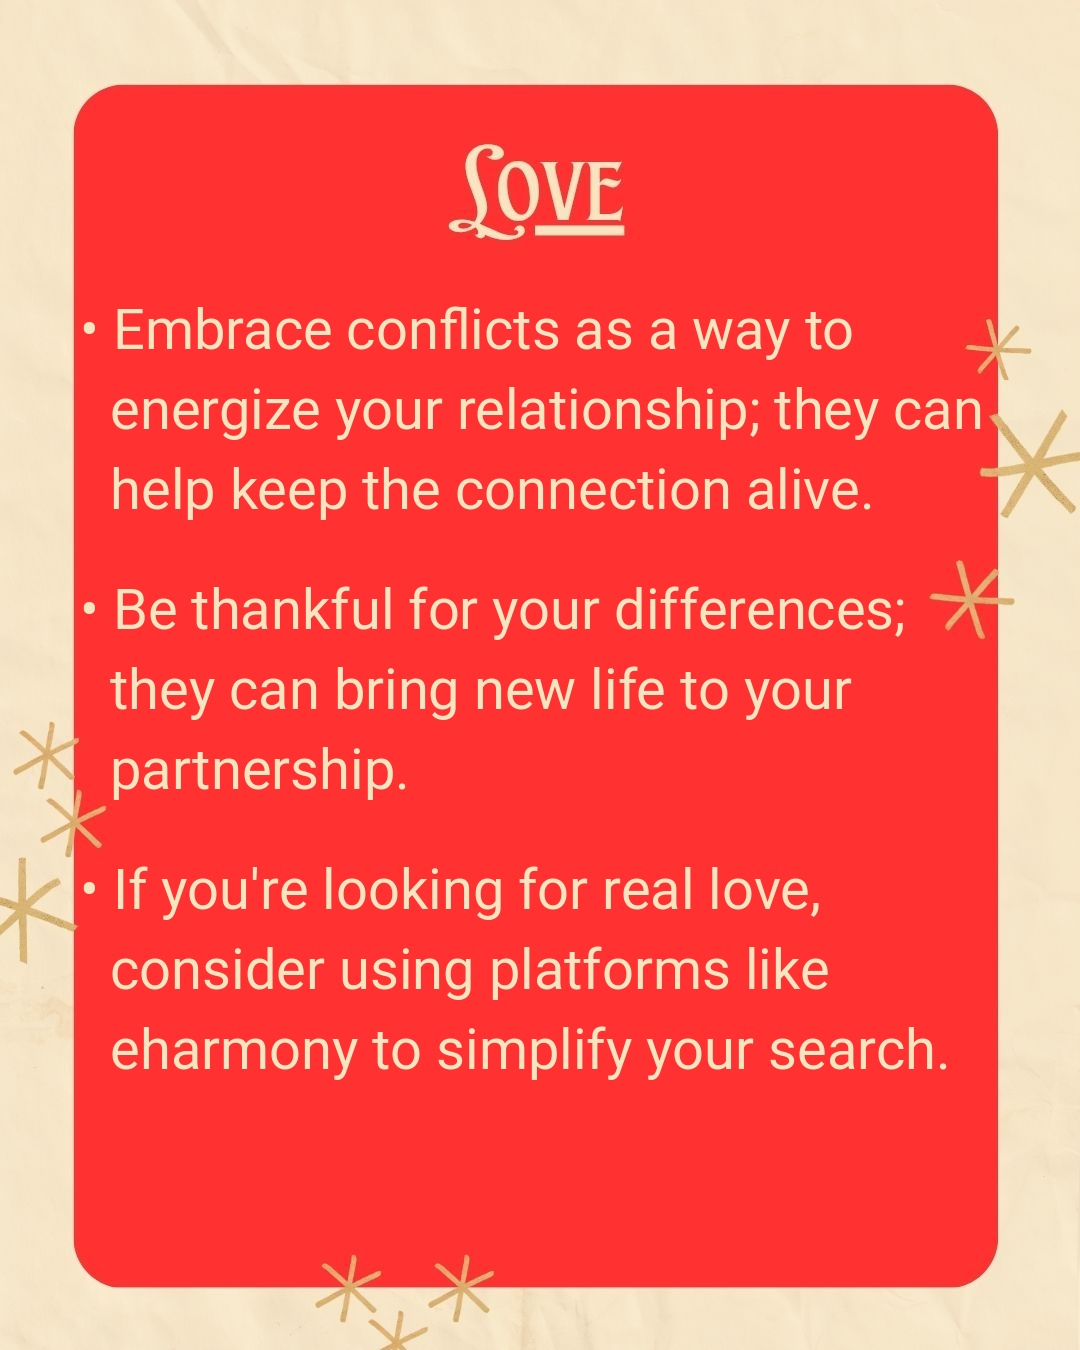 LOVE
• Embrace conflicts as a way to
energize your relationship; they can
help keep the connection alive.
• Be thankful for your differences;
they can bring new life to your
partnership.
• If you're looking for real love,
consider using platforms like
eharmony to simplify your search.